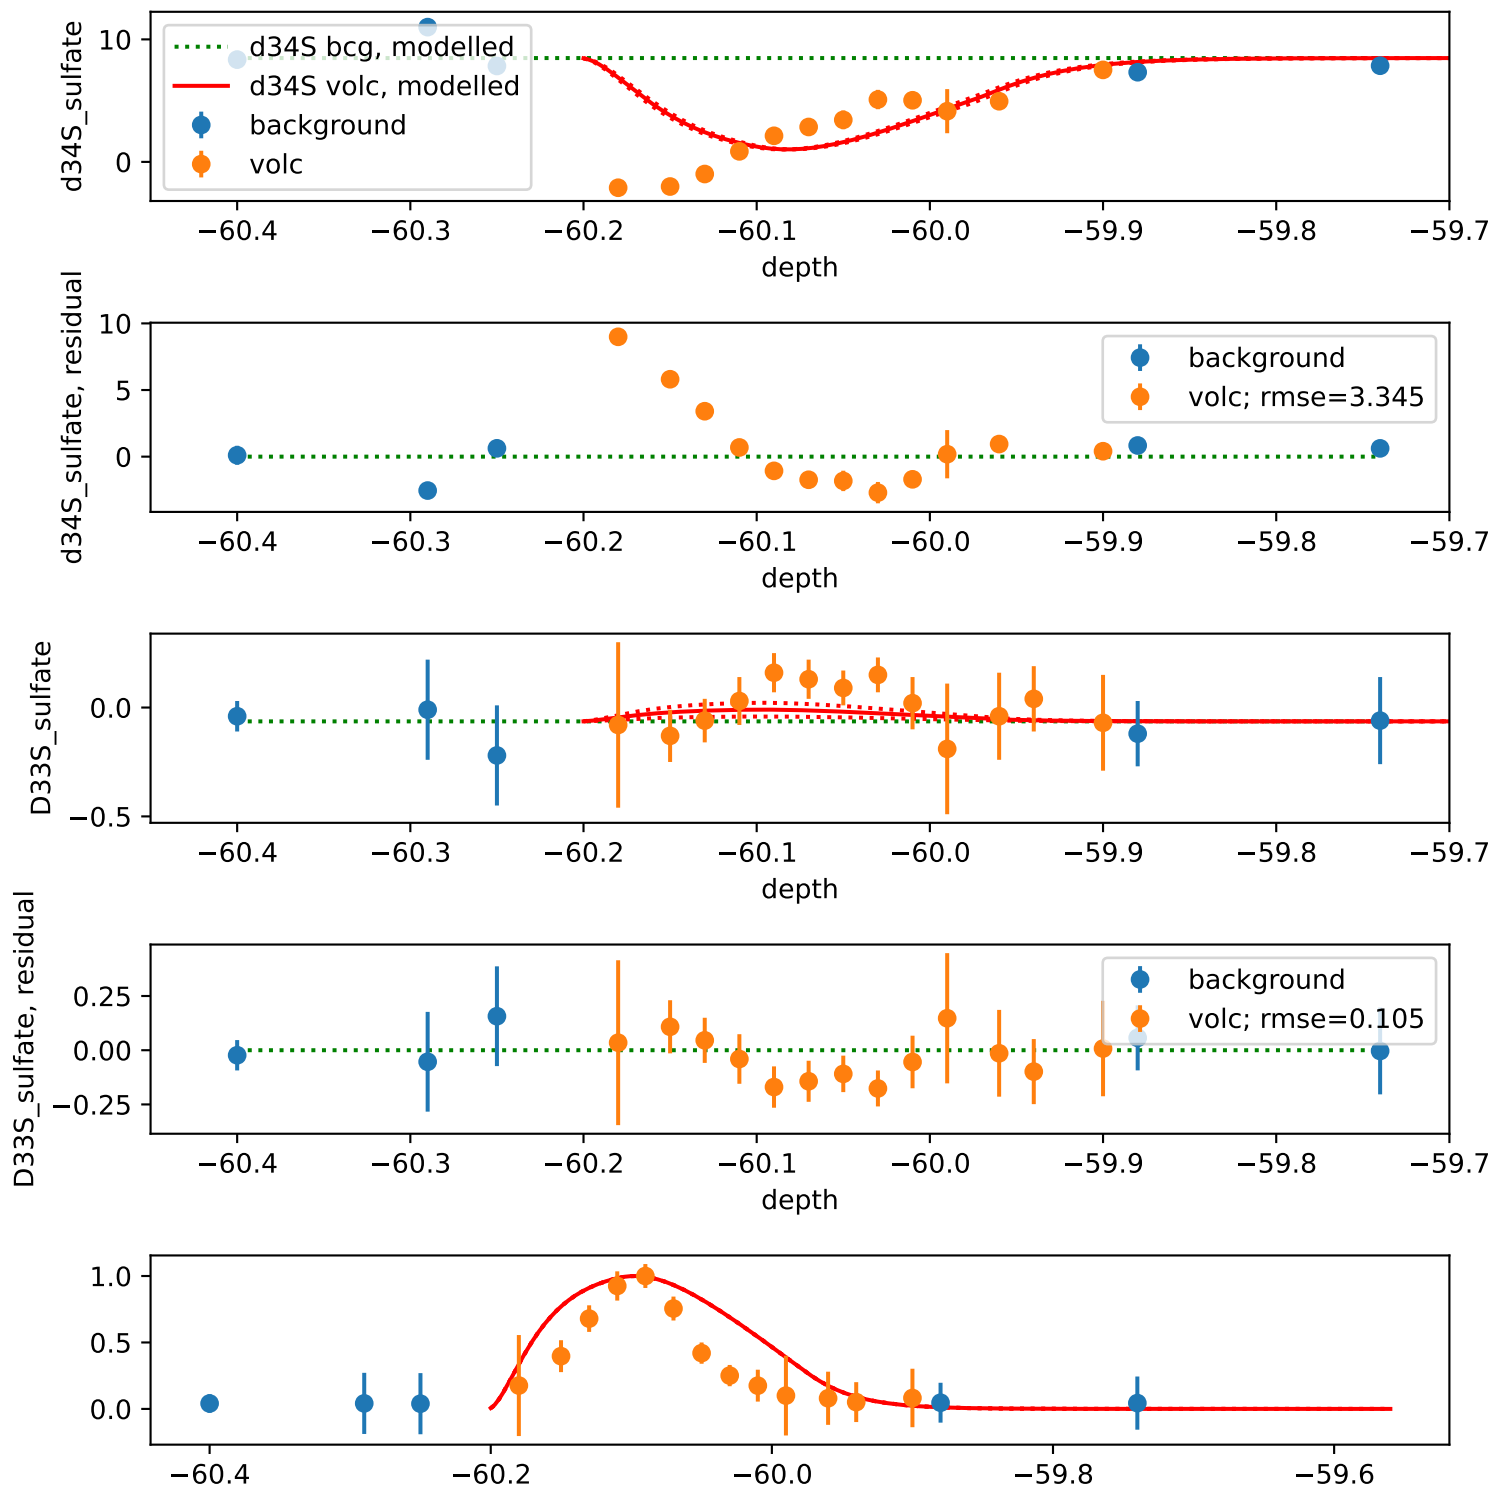 d34S_sulfate
10
0
d34S bcg, modelled
d34S volc, modelled
background
volc
−60.4 −60.3 −60.2 −60.1 −60.0 −59.9 −59.8 −59.7
depth
d34S_sulfate, residual
10
5
0
background
volc; rmse=3.345
−60.4 −60.3 −60.2 −60.1 −60.0 −59.9 −59.8 −59.7
depth
D33S_sulfate
0.0
−0.5
−60.4 −60.3 −60.2 −60.1 −60.0 −59.9 −59.8 −59.7
depth
D33S_sulfate, residual
0.25
0.00
−0.25
background
volc; rmse=0.105
−60.4 −60.3 −60.2 −60.1 −60.0 −59.9 −59.8 −59.7
depth
1.0
0.5
0.0
−60.4 −60.2 −60.0 −59.8 −59.6